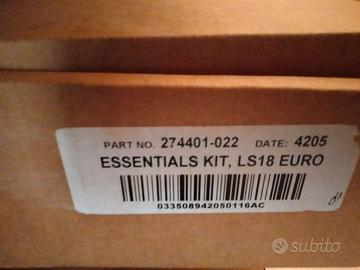 PART NO. 274401-022 DATE: 4205
ESSENTIALS KIT, LS18 EURO
033508942050116AC
subito